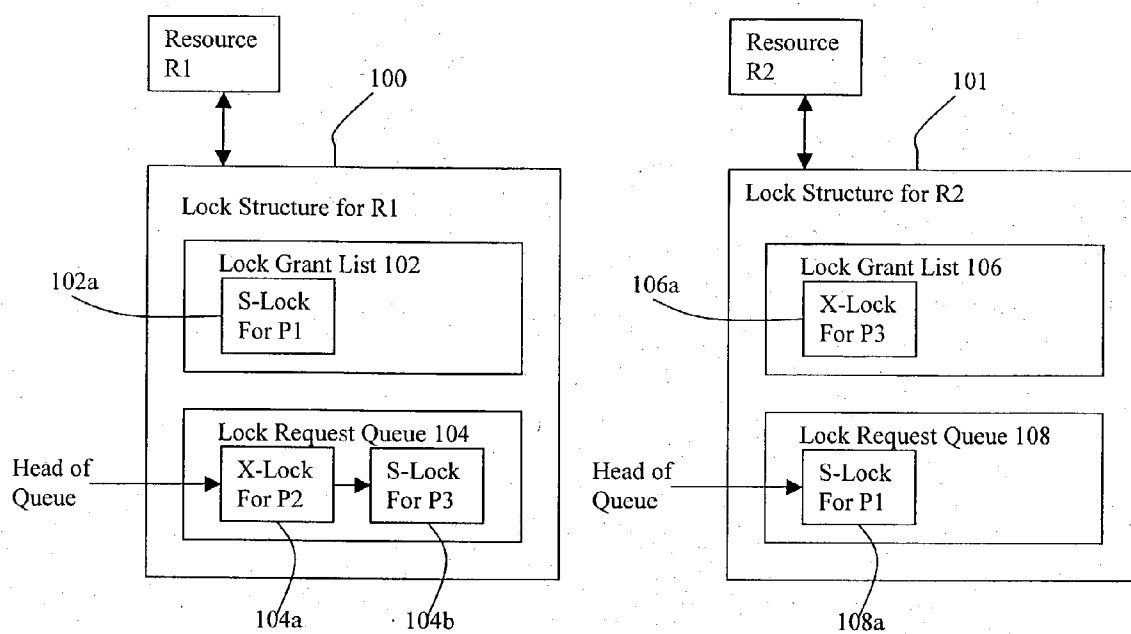 Resource
R1
100
Lock Structure for R1
Lock Grant List 102
102a
S-Lock
For P1
Lock Request Queue 104
Head of
Queue
X-Lock
For P2
S-Lock
For P3
104a
104b
Resource
R2
101
Lock Structure for R2
Lock Grant List 106
106a
X-Lock
For P3
Lock Request Queue 108
Head of
Queue
S-Lock
For P1
108a